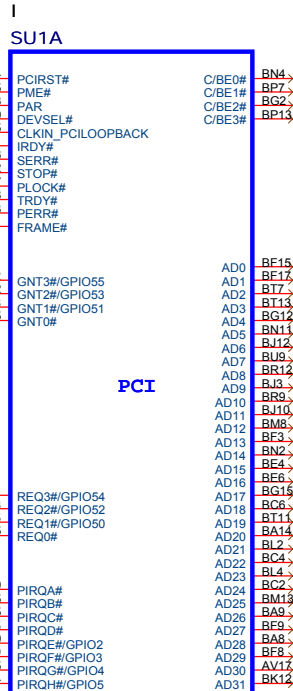 I
SU1A
PCIRST# C/BE0# BN4
PME# C/BE1# BP7
PAR C/BE2# BG2
DEVSEL# C/BE3# BP13
CLKIN_PCILOOPBACK
IRDY#
SERR#
STOP#
PLOCK#
TRDY#
PERR#
FRAME#
AD0 BF15
GNT3#/GPIO55 AD1 BF17
GNT2#/GPIO53 AD2 BT7
GNT1#/GPIO51 AD3 BT13
GNT0# AD4 BG12
AD5 BN11
AD6 BJ12
AD7 BU9
AD8 BR12
PCI AD9 BJ3
AD10 BR9
AD11 BJ10
AD12 BM8
AD13 BF3
AD14 BN2
AD15 BE4
AD16 BE6
REQ3#/GPIO54 AD17 BG15
REQ2#/GPIO52 AD18 BC6
REQ1#/GPIO50 AD19 BT11
REQ0# AD20 BA14
AD21 BL2
AD22 BC4
AD23 BL4
PIRQA# AD24 BC2
PIRQB# AD25 BM13
PIRQC# AD26 BA9
PIRQD# AD27 BF9
PIRQE#/GPIO2 AD28 BA8
PIRQF#/GPIO3 AD29 BF8
PIRQG#/GPIO4 AD30 AV17
PIRQH#/GPIO5 AD31 BK12